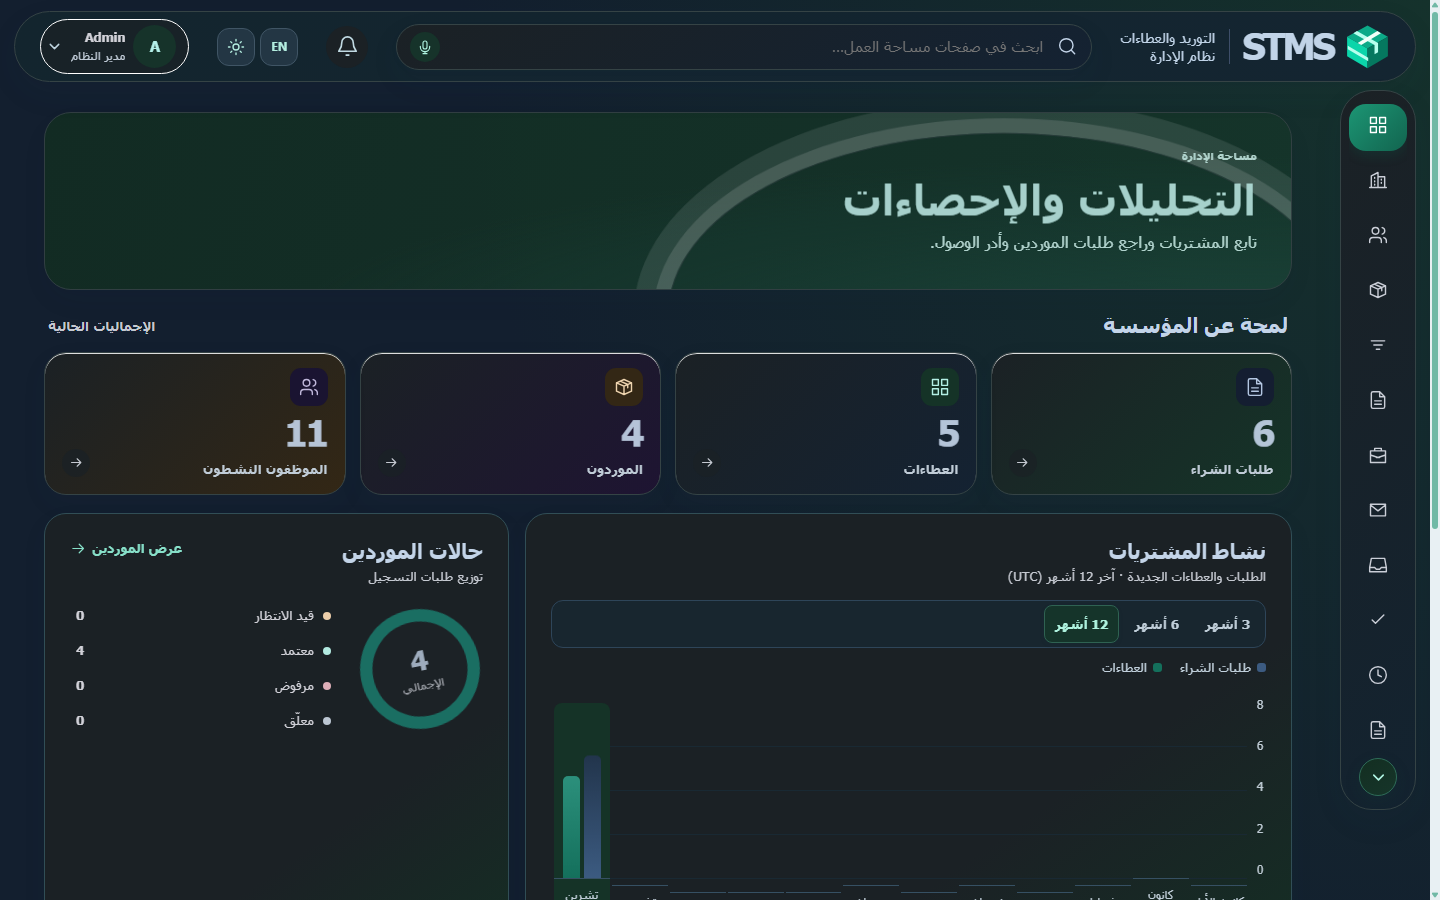 STMS
التوريد والعطاءات
نظام الإدارة
ابحث في صفحات مساحة العمل...
EN
A
Admin
مدير النظام
مساحة الإدارة
التحليلات والإحصاءات
تابع المشتريات وراجع طلبات الموردين وأدر الوصول.
لمحة عن المؤسسة
الإجماليات الحالية
6
طلبات الشراء
5
العطاءات
4
الموردون
11
الموظفون النشطون
نشاط المشتريات
الطلبات والعطاءات الجديدة · آخر 12 أشهر (UTC)
3 أشهر
6 أشهر
12 أشهر
طلبات الشراء
العطاءات
8
6
4
2
0
كانون
تشرين
حالات الموردين
توزيع طلبات التسجيل
عرض الموردين
4
الإجمالي
قيد الانتظار 0
معتمد 4
مرفوض 0
معلّق 0